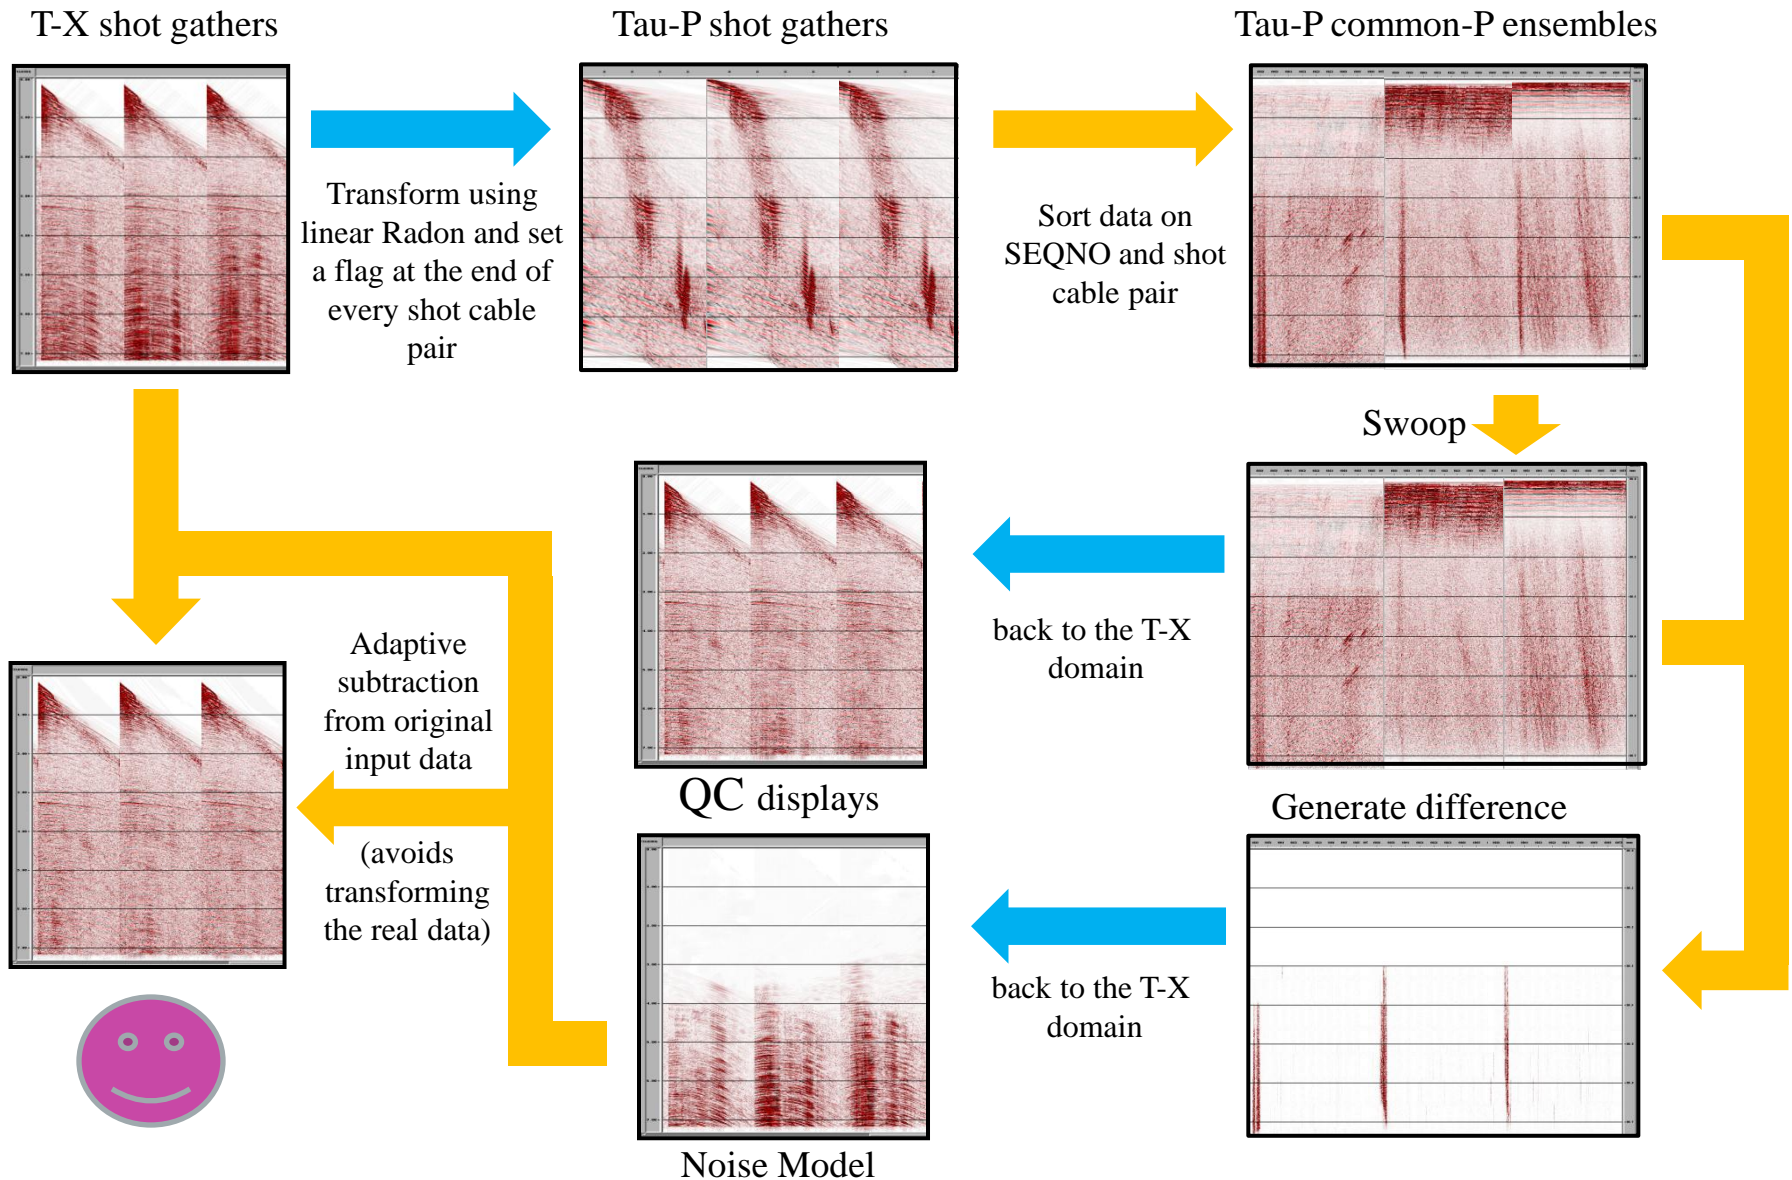 T-X shot gathers
Tau-P shot gathers
Tau-P common-P ensembles
Transform using
linear Radon and set
a flag at the end of
every shot cable
pair
Sort data on
SEQNO and shot
cable pair
Swoop
back to the T-X
domain
Adaptive
subtraction
from original
input data
(avoids
transforming
the real data)
QC displays
Generate difference
back to the T-X
domain
Noise Model